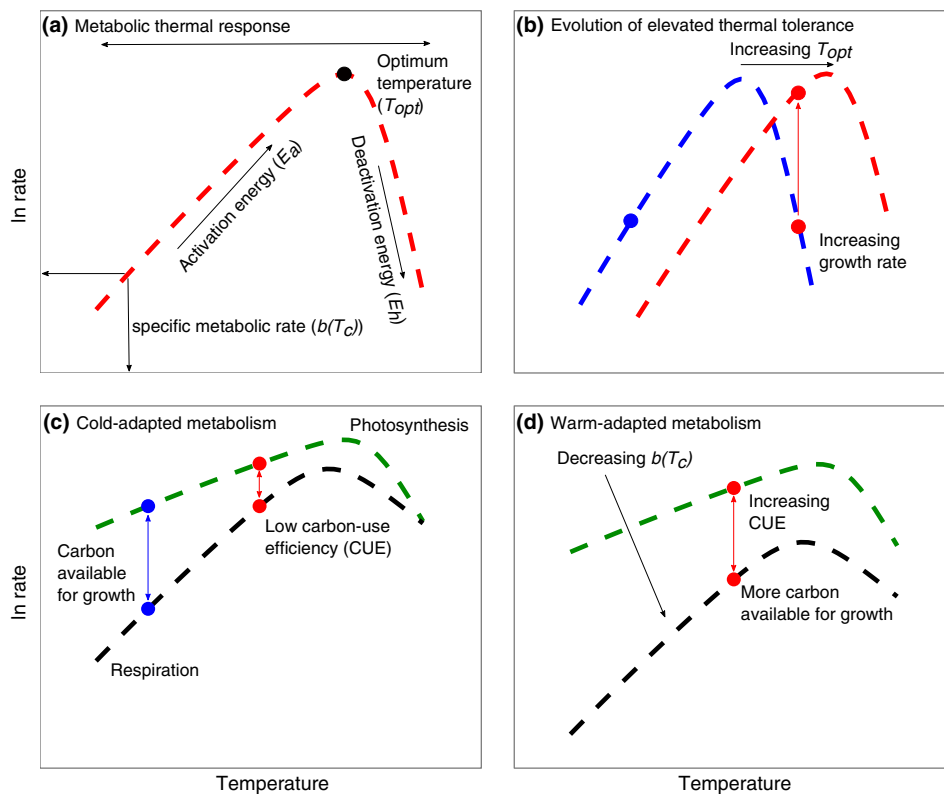 (a) Metabolic thermal response
Optimum
temperature
(Topt)
Activation energy (Ea)
Deactivation energy (Eh)
specific metabolic rate (b(Tc))
ln rate
(b) Evolution of elevated thermal tolerance
Increasing Topt
Increasing
growth rate
(c) Cold-adapted metabolism
Photosynthesis
Carbon
available
for growth
Low carbon-use
efficiency (CUE)
Respiration
ln rate
Temperature
(d) Warm-adapted metabolism
Decreasing b(Tc)
Increasing
CUE
More carbon
available for growth
Temperature